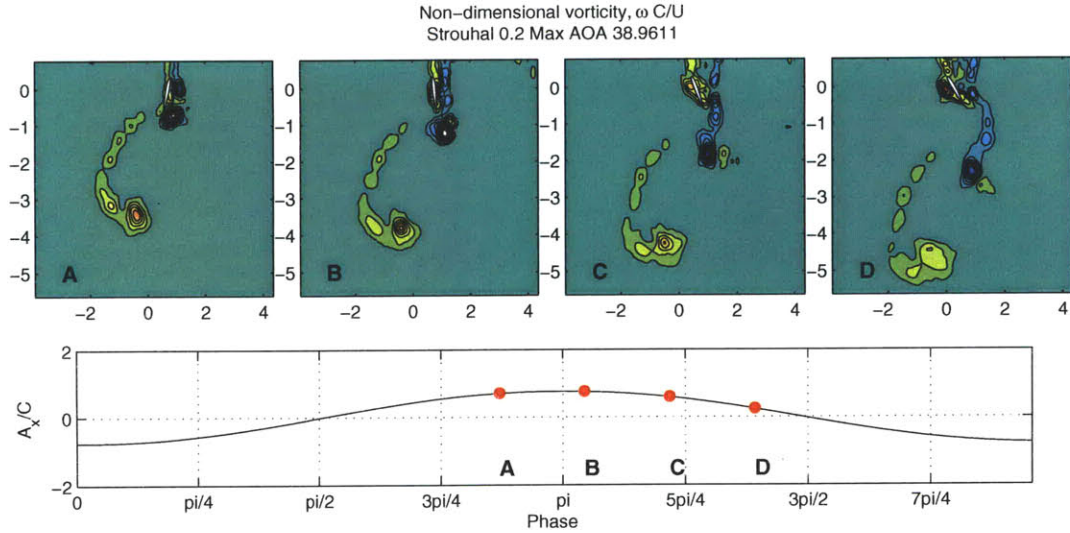 Non-dimensional vorticity, ω C/U
Strouhal 0.2 Max AOA 38.9611
0
-1
-2
-3
-4
-5
A
-2 0 2 4
0
-1
-2
-3
-4
-5
B
-2 0 2 4
0
-1
-2
-3
-4
-5
C
-2 0 2 4
0
-1
-2
-3
-4
-5
D
-2 0 2 4
2
0
-2
A_x/C
A B C D
0 pi/4 pi/2 3pi/4 pi 5pi/4 3pi/2 7pi/4
Phase